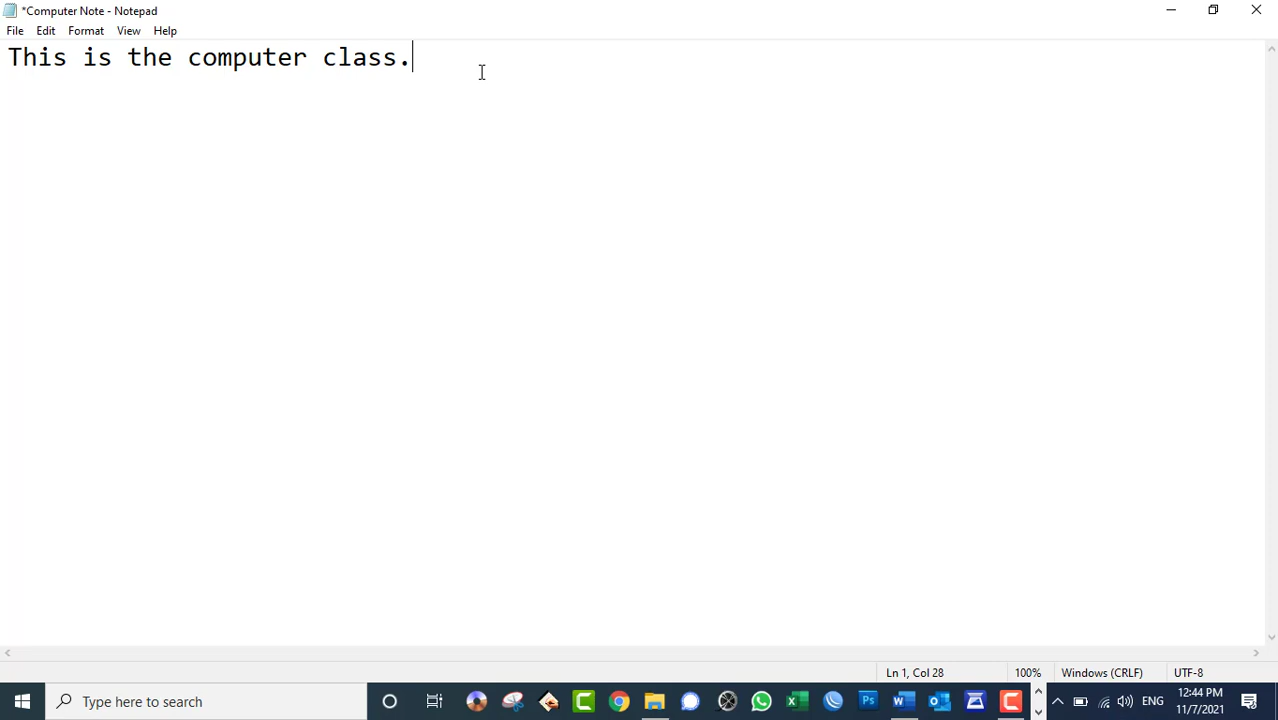 *Computer Note - Notepad
File Edit Format View Help
This is the computer class.
Ln 1, Col 28 100% Windows (CRLF) UTF-8
Type here to search ENG 12:44 PM
11/7/2021